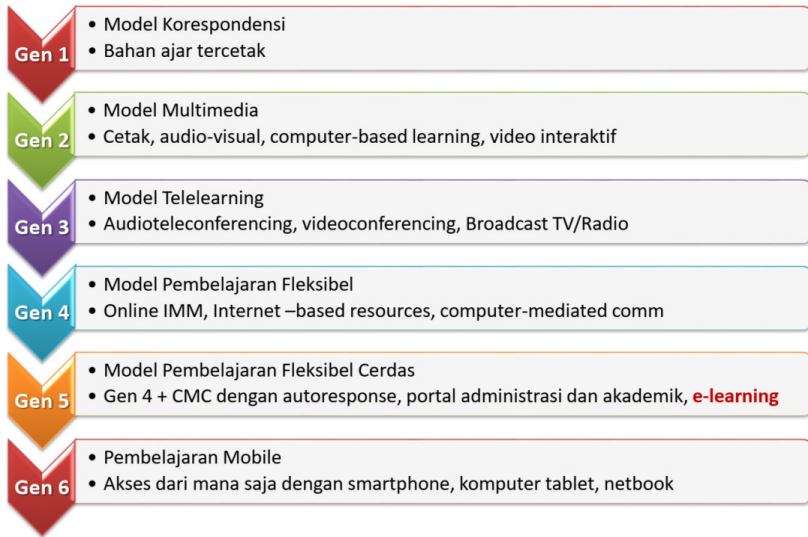 Gen 1
• Model Korespondensi
• Bahan ajar tercetak
Gen 2
• Model Multimedia
• Cetak, audio-visual, computer-based learning, video interaktif
Gen 3
• Model Telelearning
• Audioteleconferencing, videoconferencing, Broadcast TV/Radio
Gen 4
• Model Pembelajaran Fleksibel
• Online IMM, Internet –based resources, computer-mediated comm
Gen 5
• Model Pembelajaran Fleksibel Cerdas
• Gen 4 + CMC dengan autoresponse, portal administrasi dan akademik, e-learning
Gen 6
• Pembelajaran Mobile
• Akses dari mana saja dengan smartphone, komputer tablet, netbook